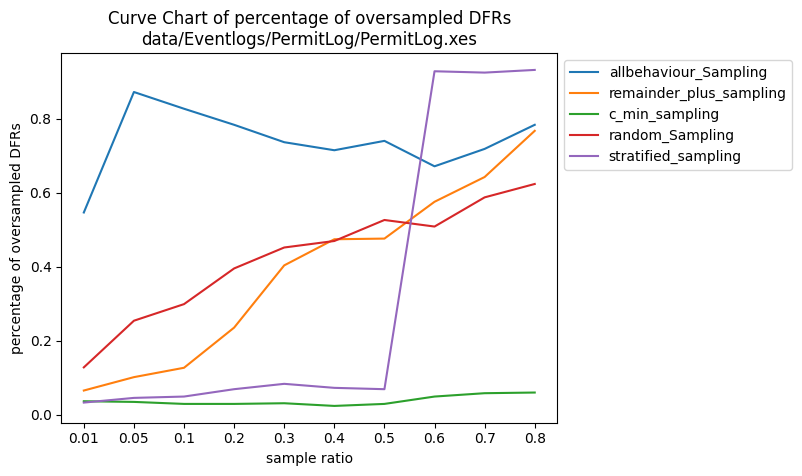 Curve Chart of percentage of oversampled DFRs
data/Eventlogs/PermitLog/PermitLog.xes
percentage of oversampled DFRs
0.8
0.6
0.4
0.2
0.0
0.01 0.05 0.1 0.2 0.3 0.4 0.5 0.6 0.7 0.8
sample ratio
allbehaviour_Sampling
remainder_plus_sampling
c_min_sampling
random_Sampling
stratified_sampling